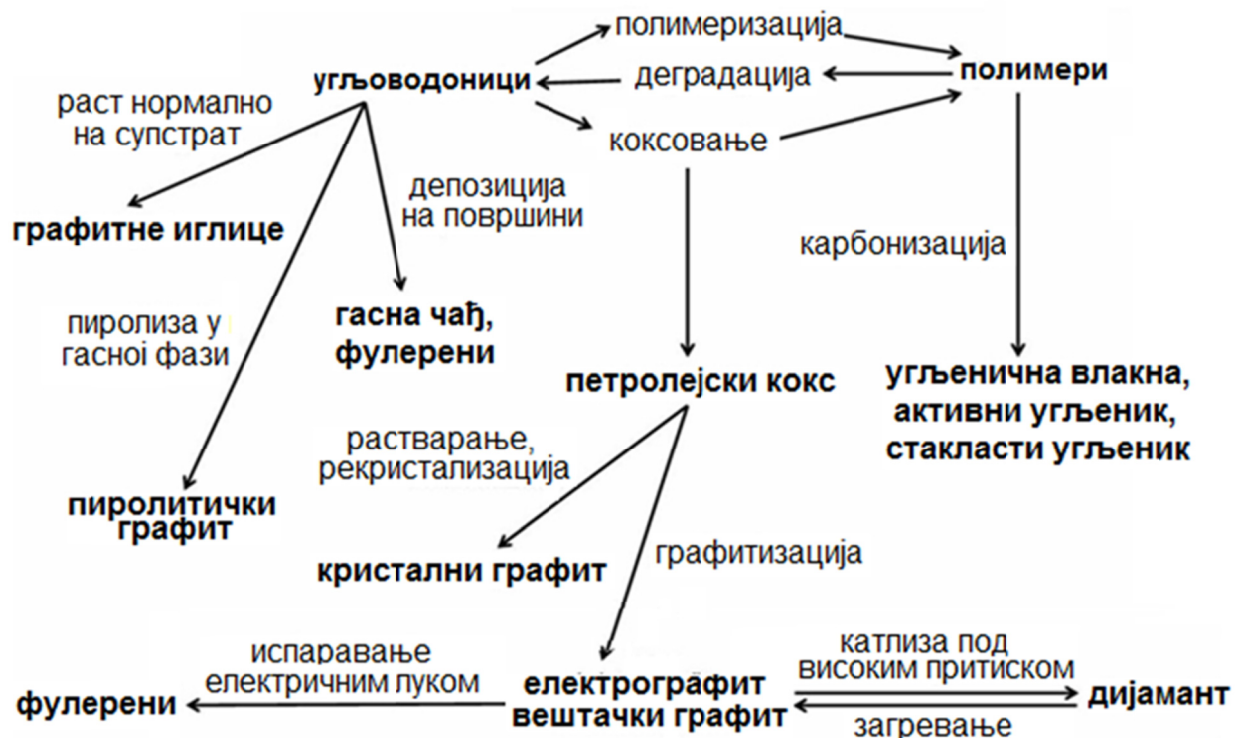 полимеризација
угљоводоници
деградација
полимери
раст нормално
на супстрат
коксовање
депозиција
на површини
графитне иглице
карбонизација
пиролиза у
гасној фази
гасна чађ,
фулерени
петролејски кокс
угљенична влакна,
активни угљеник,
стакласти угљеник
растварање,
рекристализација
пиролитички
графит
графитизација
кристални графит
испаравање
електричним луком
катлиза под
високим притиском
фулерени
електрографит
вештачки графит
дијамант
загревање